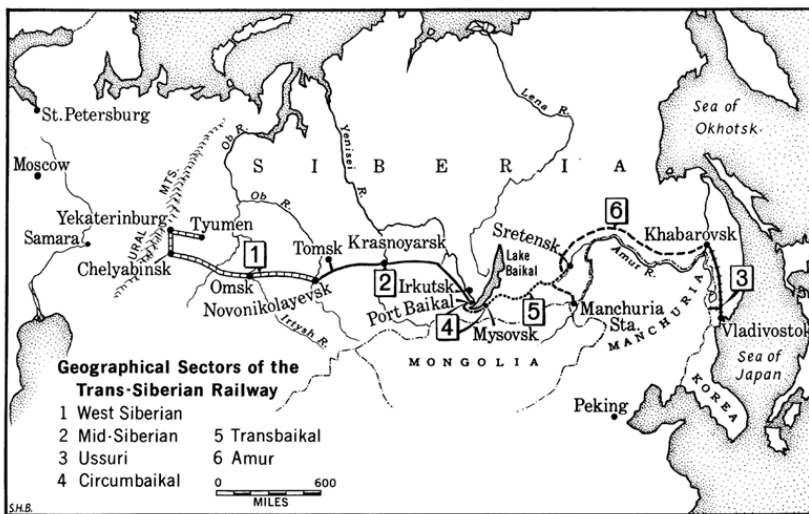 St. Petersburg
Moscow
Samara
URAL MTS.
Yekaterinburg
Tyumen
Chelyabinsk
Ob R.
Ob R.
Yenisei R.
Lena R.
SIBERIA
Sea of
Okhotsk
1
Omsk
Novonikolayevsk
Irtysh R.
Tomsk
Krasnoyarsk
2
Irkutsk
Port Baikal
Lake
Baikal
4
Mysovsk
5
Sretensk
6
Amur R.
Khabarovsk
3
Manchuria
Sta.
MANCHURIA
Vladivostok
Sea of
Japan
MONGOLIA
KOREA
Peking
Geographical Sectors of the
Trans-Siberian Railway
1 West Siberian
2 Mid-Siberian
3 Ussuri
4 Circumbaikal
5 Transbaikal
6 Amur
0 600
MILES
S.H.B.